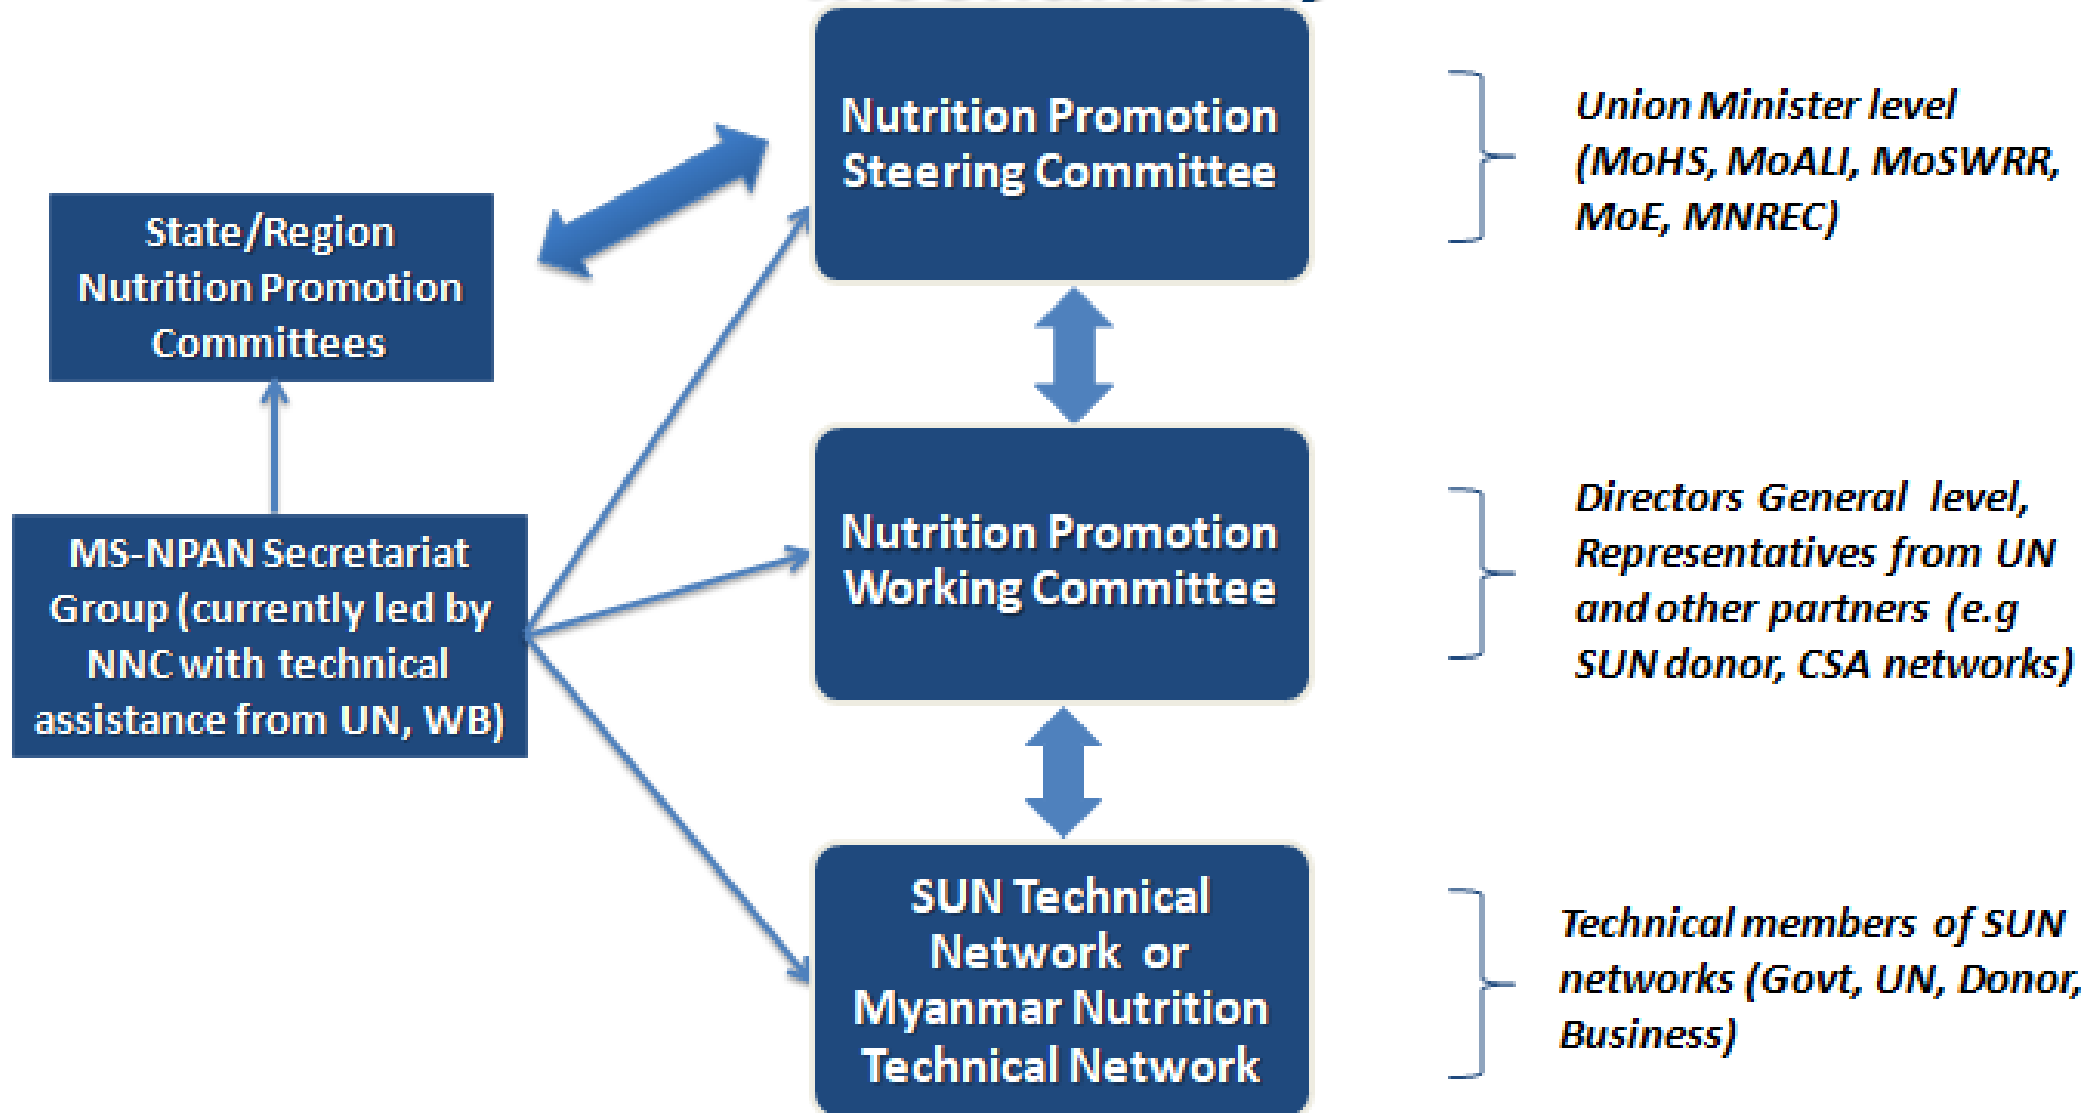 Nutrition Promotion
Steering Committee
Union Minister level
(MoHS, MoALI, MoSWRR,
MoE, MNREC)
State/Region
Nutrition Promotion
Committees
MS-NPAN Secretariat
Group (currently led by
NNC with technical
assistance from UN, WB)
Nutrition Promotion
Working Committee
Directors General level,
Representatives from UN
and other partners (e.g
SUN donor, CSA networks)
SUN Technical
Network or
Myanmar Nutrition
Technical Network
Technical members of SUN
networks (Govt, UN, Donor,
Business)